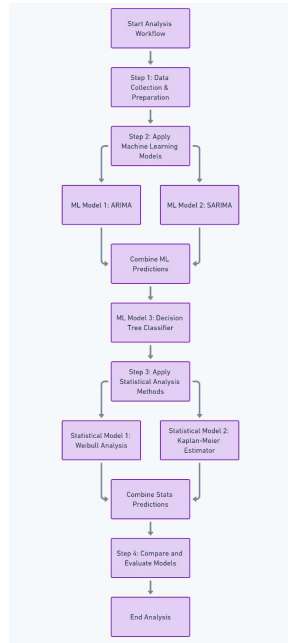 Start Analysis
Workflow
Step 1: Data
Collection &
Preparation
Step 2: Apply
Machine Learning
Models
ML Model 1: ARIMA
ML Model 2: SARIMA
Combine ML
Predictions
ML Model 3: Decision
Tree Classifier
Step 3: Apply
Statistical Analysis
Methods
Statistical Model 1:
Weibull Analysis
Statistical Model 2:
Kaplan-Meier
Estimator
Combine Stats
Predictions
Step 4: Compare and
Evaluate Models
End Analysis